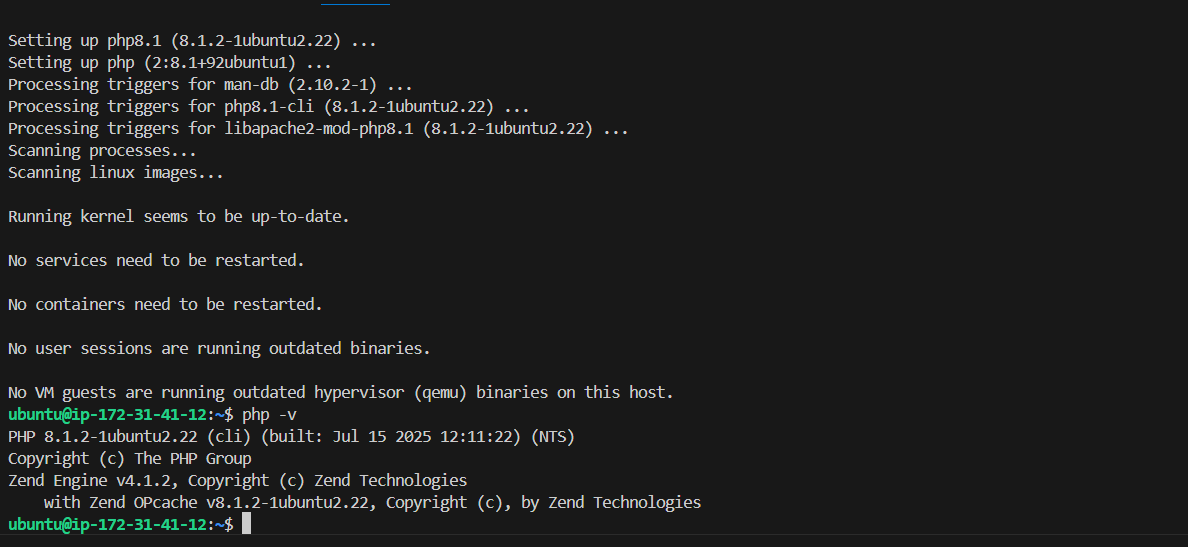 Setting up php8.1 (8.1.2-1ubuntu2.22) ...
Setting up php (2:8.1+92ubuntu1) ...
Processing triggers for man-db (2.10.2-1) ...
Processing triggers for php8.1-cli (8.1.2-1ubuntu2.22) ...
Processing triggers for libapache2-mod-php8.1 (8.1.2-1ubuntu2.22) ...
Scanning processes...
Scanning linux images...
Running kernel seems to be up-to-date.
No services need to be restarted.
No containers need to be restarted.
No user sessions are running outdated binaries.
No VM guests are running outdated hypervisor (qemu) binaries on this host.
ubuntu@ip-172-31-41-12:~$ php -v
PHP 8.1.2-1ubuntu2.22 (cli) (built: Jul 15 2025 12:11:22) (NTS)
Copyright (c) The PHP Group
Zend Engine v4.1.2, Copyright (c) Zend Technologies
    with Zend OPcache v8.1.2-1ubuntu2.22, Copyright (c), by Zend Technologies
ubuntu@ip-172-31-41-12:~$